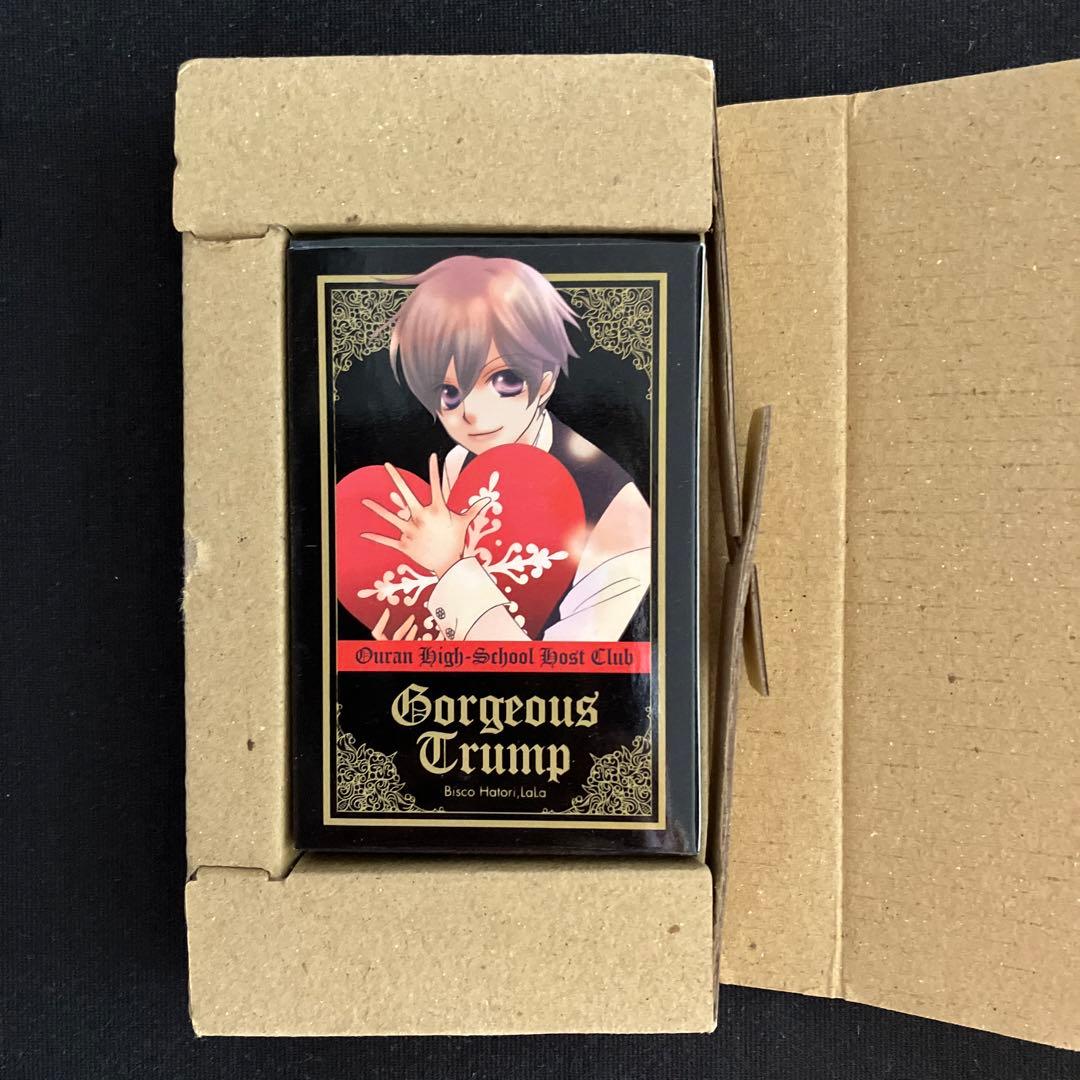 Ouran High-School Host Club
Gorgeous
Trump
Bisco Hatori, LaLa